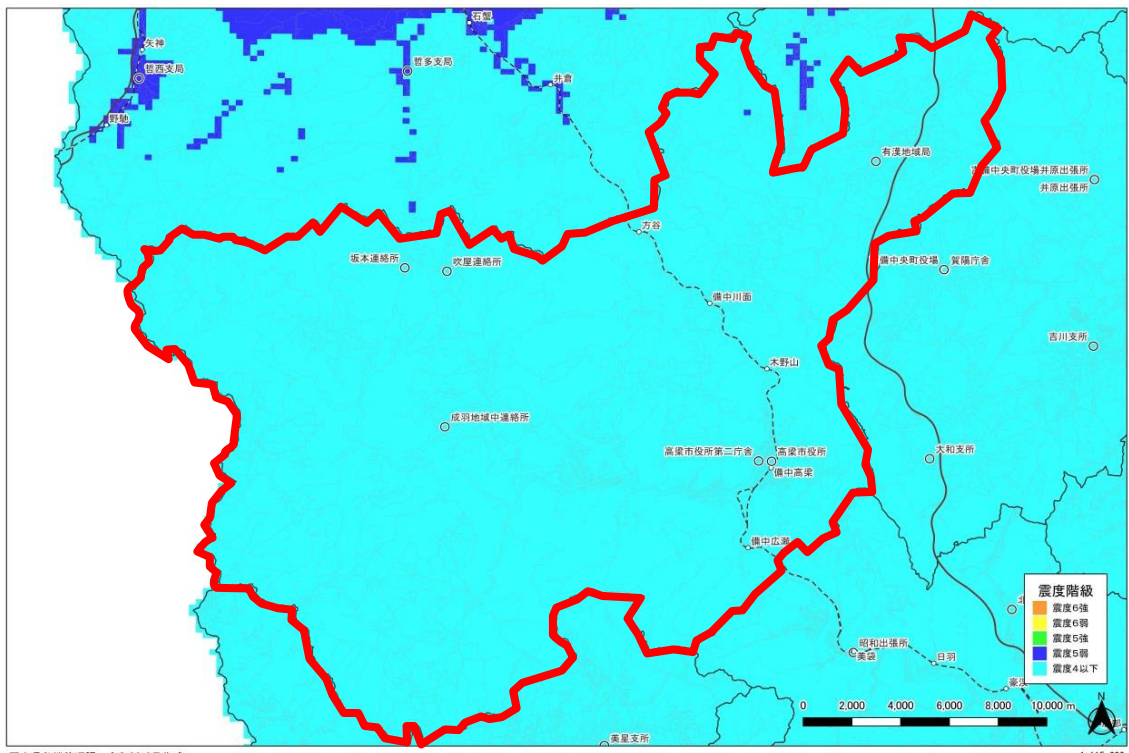 石蟹
矢神
哲西支局
哲多支局
井倉
野馳
有漢地域局
吉備中央町役場井原出張所
井原出張所
方谷
坂本連絡所
吹屋連絡所
備中央町役場
賀陽庁舎
備中川面
吉川支所
木野山
成羽地域中連絡所
高梁市役所第二庁舎
高梁市役所
備中高梁
大和支所
備中広瀬
震度階級
震度6強
震度6弱
震度5強
震度5弱
震度4以下
北
昭和出張所
美袋
日羽
豪渓
0 2,000 4,000 6,000 8,000 10,000 m
N
美星支所